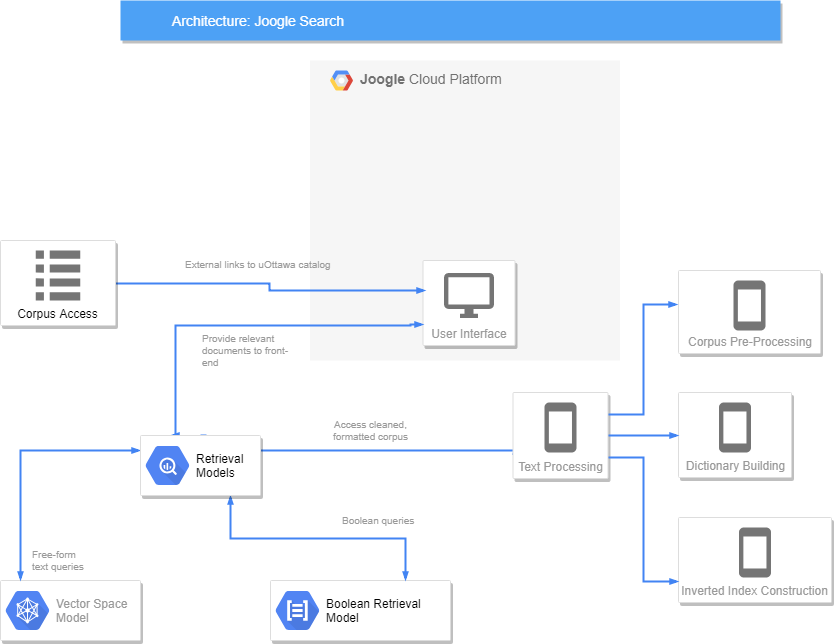 Architecture: Joogle Search
Joogle Cloud Platform
External links to uOttawa catalog
Corpus Access
User Interface
Provide relevant
documents to front-
end
Corpus Pre-Processing
Access cleaned,
formatted corpus
Retrieval
Models
Text Processing
Dictionary Building
Boolean queries
Free-form
text queries
Vector Space
Model
Boolean Retrieval
Model
Inverted Index Construction